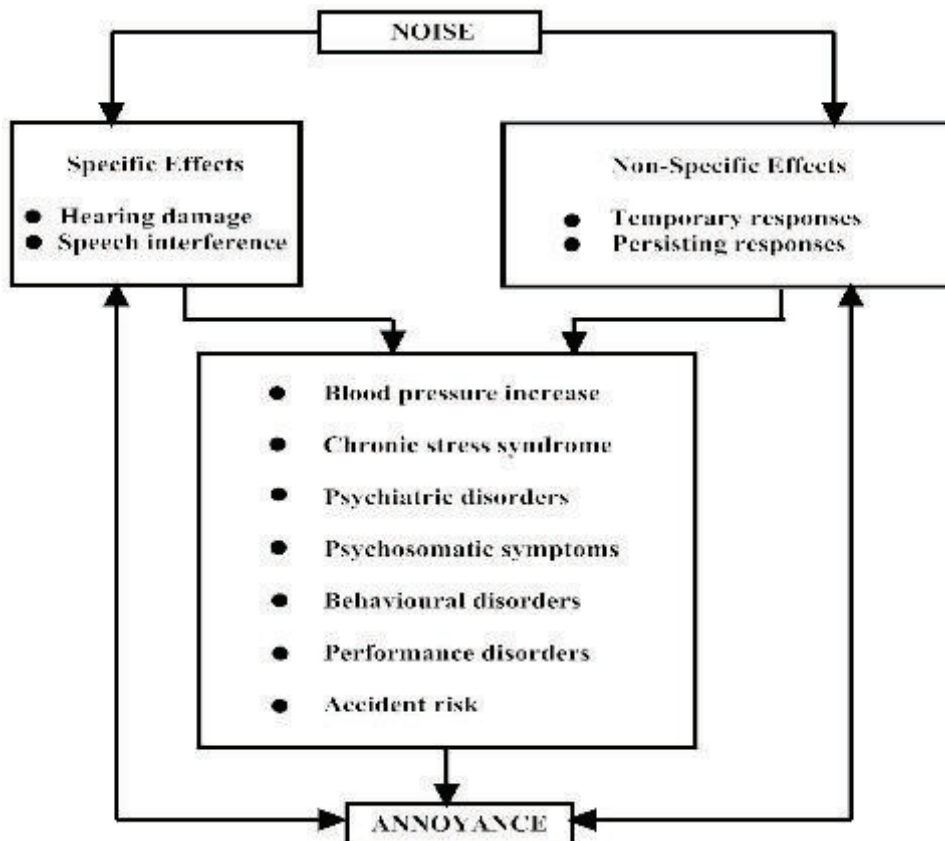 NOISE
Specific Effects
● Hearing damage
● Speech interference
Non-Specific Effects
● Temporary responses
● Persisting responses
● Blood pressure increase
● Chronic stress syndrome
● Psychiatric disorders
● Psychosomatic symptoms
● Behavioural disorders
● Performance disorders
● Accident risk
ANNOYANCE